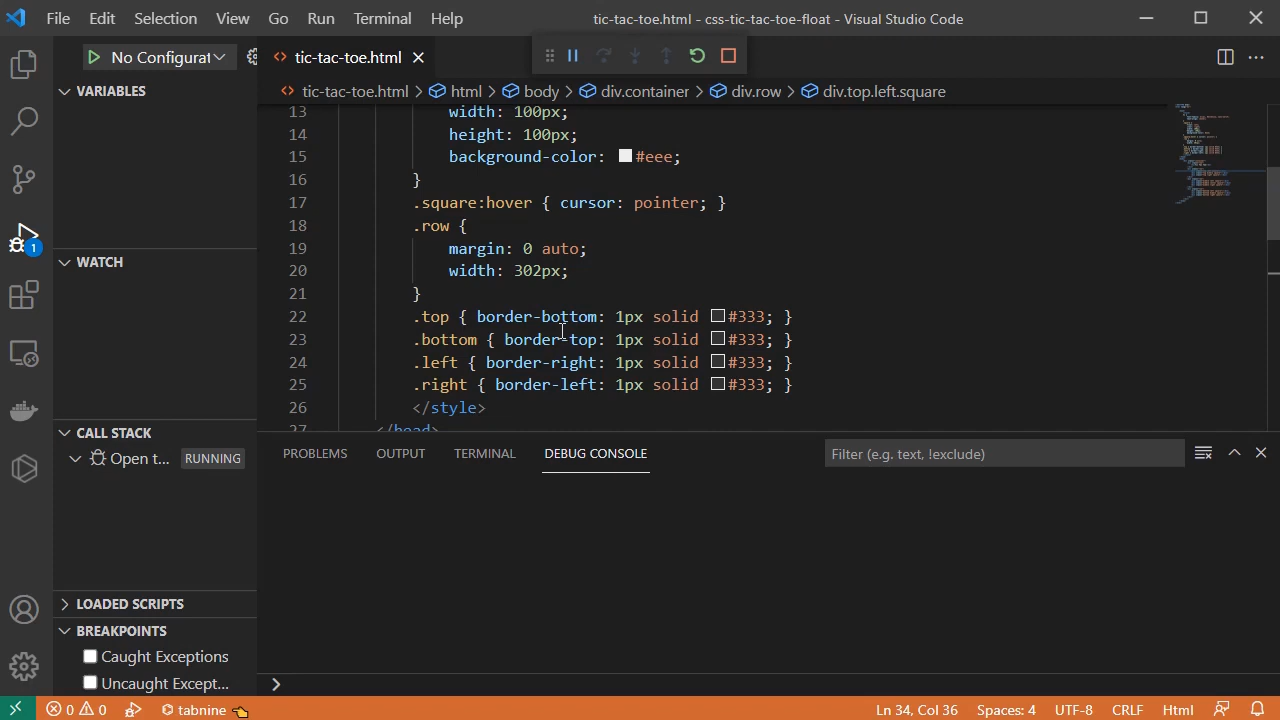 File Edit Selection View Go Run Terminal Help tic-tac-toe.html - css-tic-tac-toe-float - Visual Studio Code
No Configurat tic-tac-toe.html
VARIABLES
tic-tac-toe.html > html > body > div.container > div.row > div.top.left.square
13 width: 100px;
14 height: 100px;
15 background-color: #eee;
16 }
17 .square:hover { cursor: pointer; }
18 .row {
19 margin: 0 auto;
20 width: 302px;
21 }
22 .top { border-bottom: 1px solid #333; }
23 .bottom { border-top: 1px solid #333; }
24 .left { border-right: 1px solid #333; }
25 .right { border-left: 1px solid #333; }
26 </style>
27 </head>
1
WATCH
CALL STACK
Open t... RUNNING
LOADED SCRIPTS
BREAKPOINTS
Caught Exceptions
Uncaught Except...
PROBLEMS OUTPUT TERMINAL DEBUG CONSOLE Filter (e.g. text, !exclude)
>
0 0 tabnine Ln 34, Col 36 Spaces: 4 UTF-8 CRLF Html